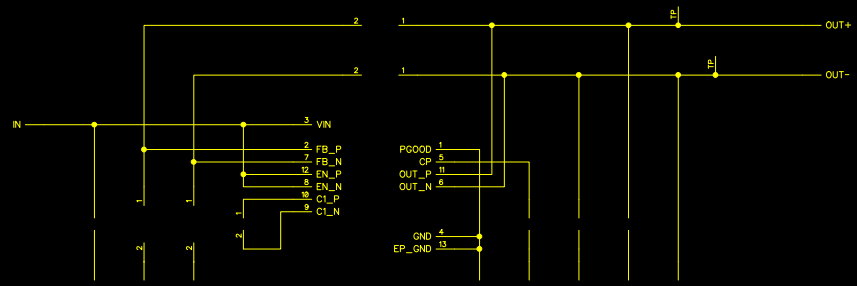 2 1 TP OUT+
2 1 TP OUT-
IN 3 VIN
2 FB_P PGOOD 1
7 FB_N CP 5
12 EN_P OUT_P 11
8 EN_N OUT_N 6
10 C1_P
1 1 1 9 C1_N
2 GND 4
2 2 EP_GND 13